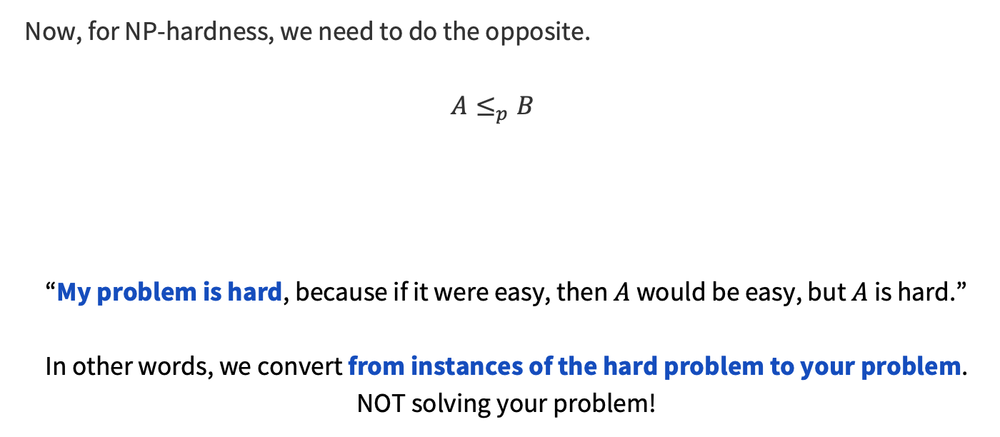 Now, for NP-hardness, we need to do the opposite.
𝐴 ≤𝑝 𝐵
“My problem is hard, because if it were easy, then 𝐴 would be easy, but 𝐴 is hard.”
In other words, we convert from instances of the hard problem to your problem.
NOT solving your problem!